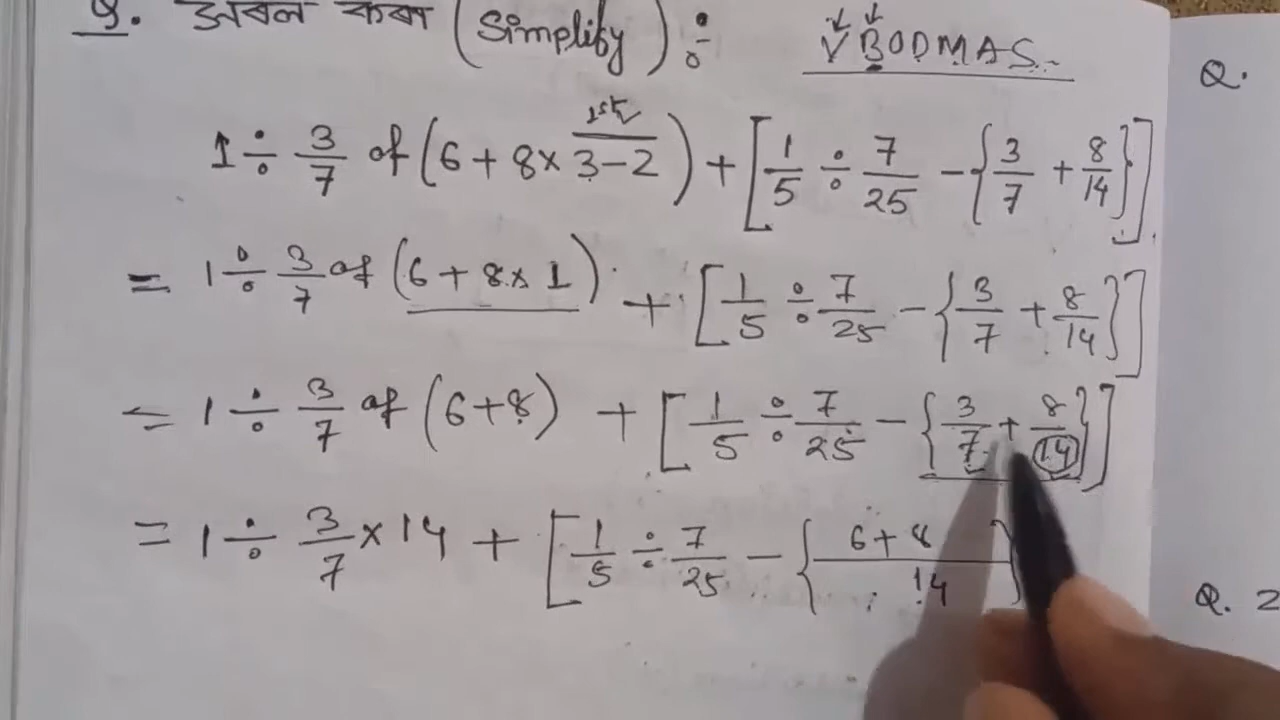 Q. सरल करो (Simplify) ÷ VBODMAS.
1st
1 ÷ 3/7 of (6 + 8 × 3 - 2) + [1/5 ÷ 7/25 - {3/7 + 8/14}]
= 1 ÷ 3/7 of (6 + 8 × 1) + [1/5 ÷ 7/25 - {3/7 + 8/14}]
= 1 ÷ 3/7 of (6+8) + [1/5 ÷ 7/25 - {3/7 + 8/14}]
= 1 ÷ 3/7 × 14 + [1/5 ÷ 7/25 - {6+8/14}
Q.
Q. 2